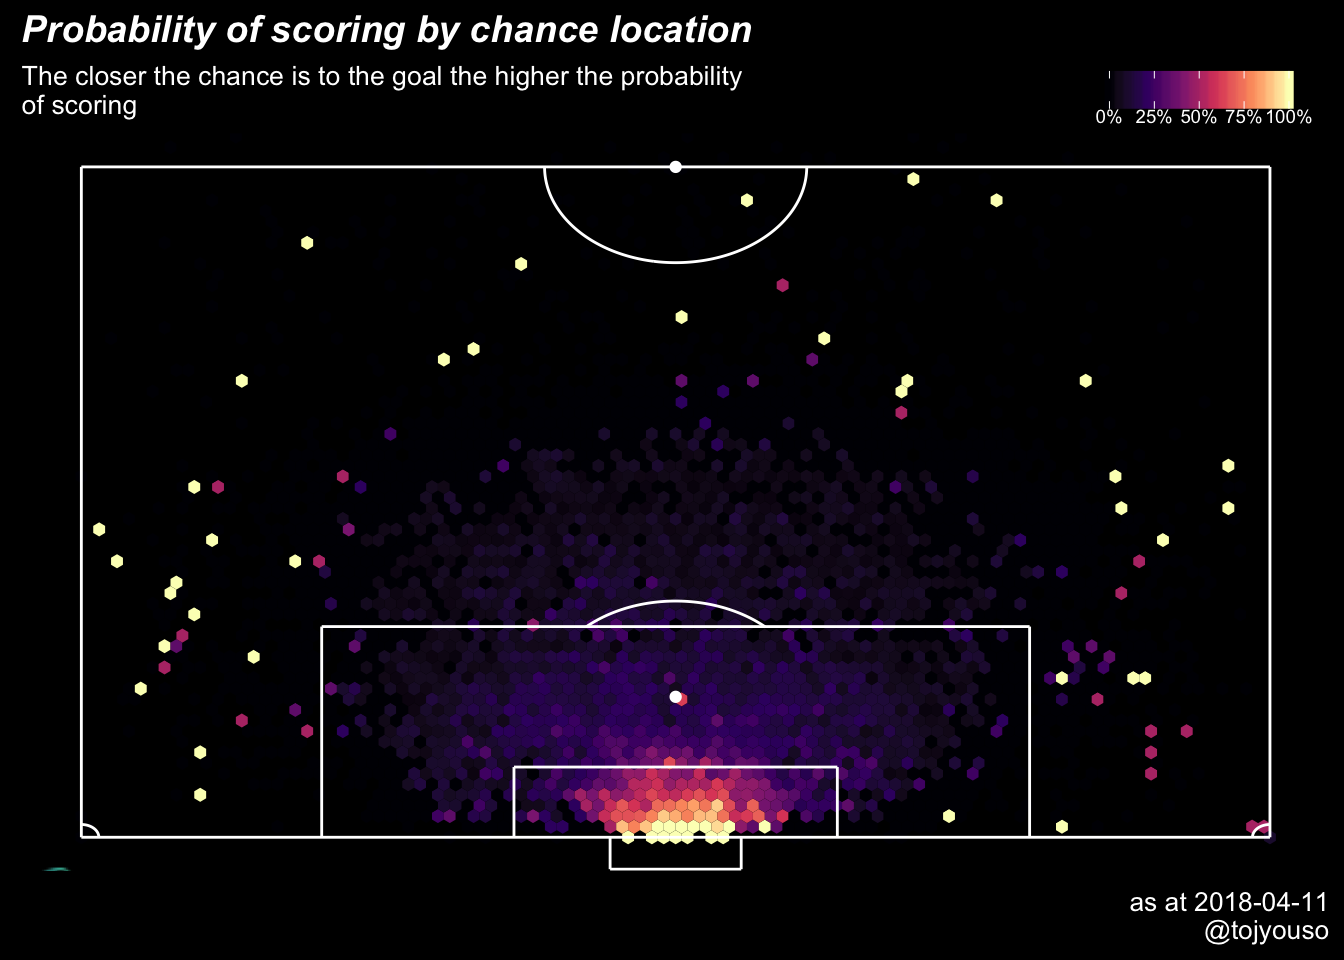 Probability of scoring by chance location
The closer the chance is to the goal the higher the probability
of scoring
0% 25% 50% 75% 100%
as at 2018-04-11
@tojyouso